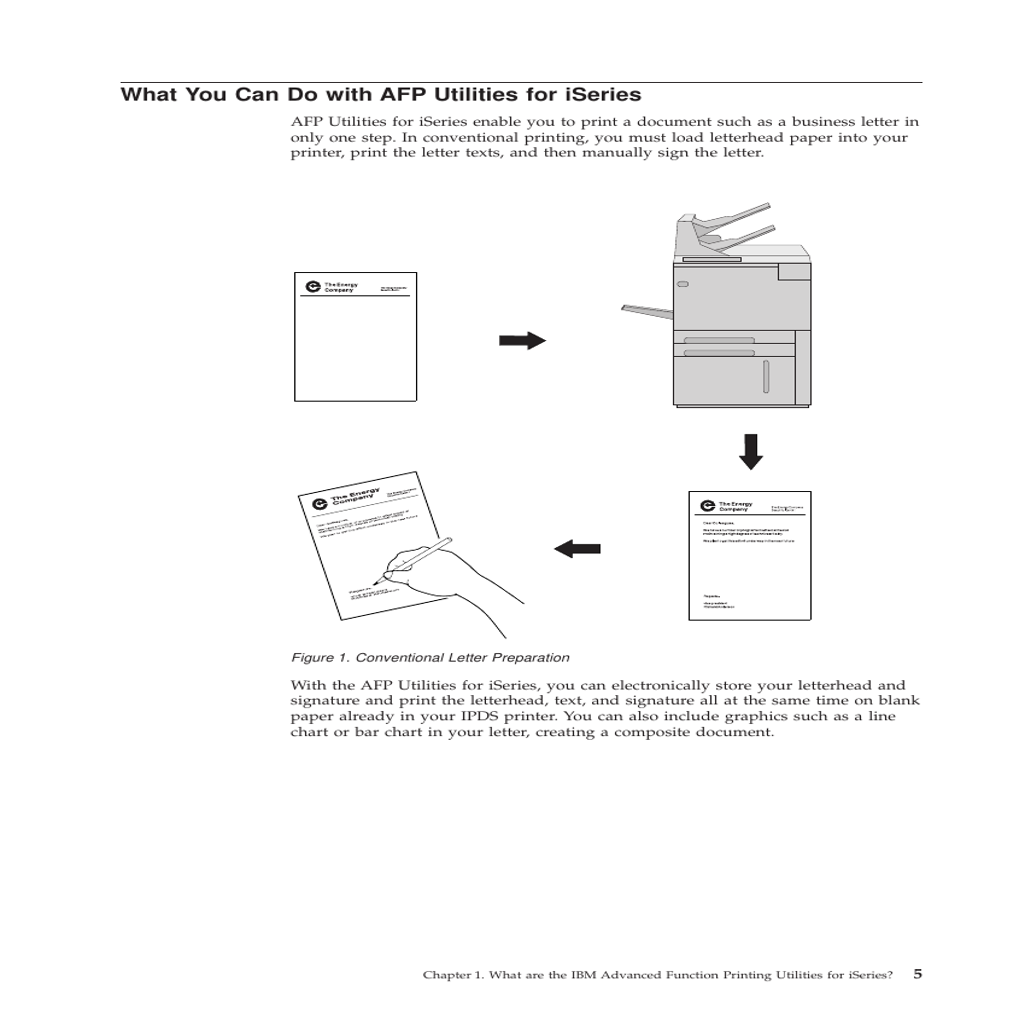 What You Can Do with AFP Utilities for iSeries
AFP Utilities for iSeries enable you to print a document such as a business letter in
only one step. In conventional printing, you must load letterhead paper into your
printer, print the letter texts, and then manually sign the letter.
The Energy
Company
The Energy
Company
The Energy
Company
Dear Colleagues,
Figure 1. Conventional Letter Preparation
With the AFP Utilities for iSeries, you can electronically store your letterhead and
signature and print the letterhead, text, and signature all at the same time on blank
paper already in your IPDS printer. You can also include graphics such as a line
chart or bar chart in your letter, creating a composite document.
Chapter 1. What are the IBM Advanced Function Printing Utilities for iSeries? 5